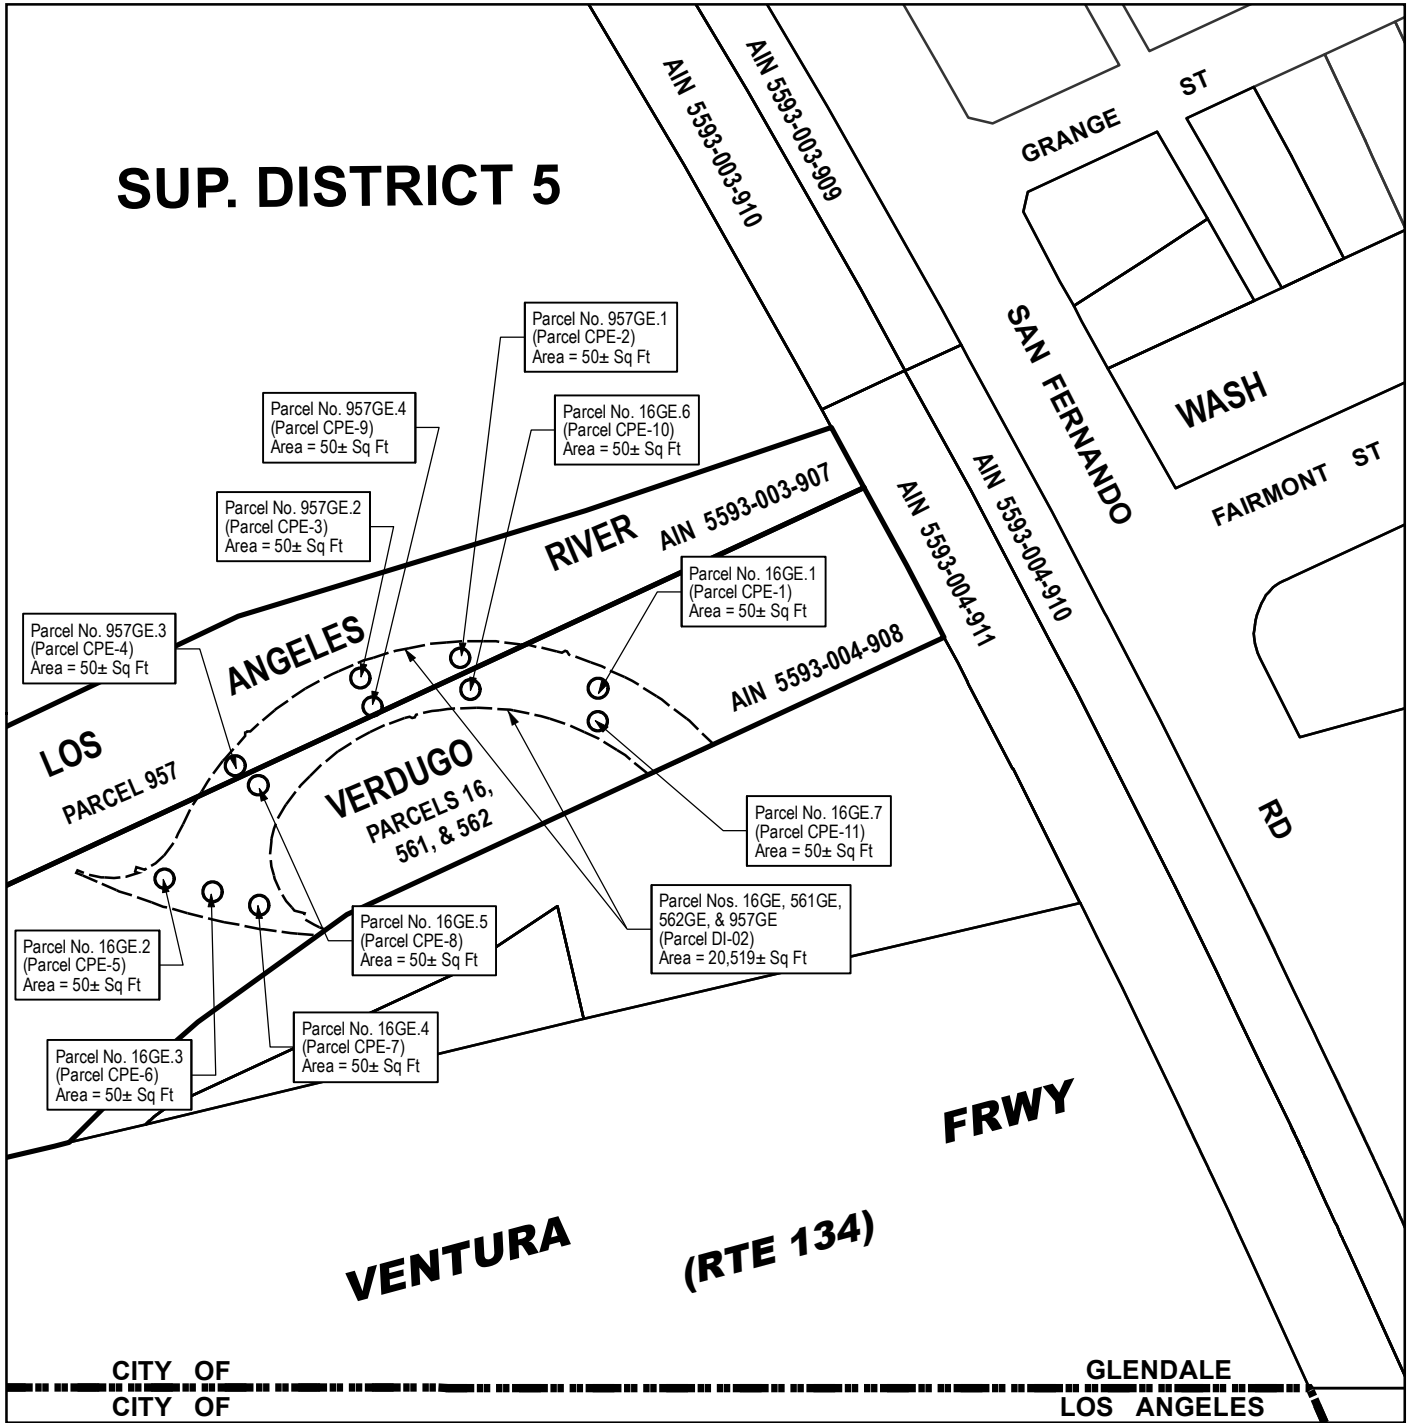 SUP. DISTRICT 5
AIN 5593-003-910
AIN 5593-003-909
GRANGE ST
SAN FERNANDO
RD
WASH
FAIRMONT ST
Parcel No. 957GE.1
(Parcel CPE-2)
Area = 50± Sq Ft
Parcel No. 957GE.4
(Parcel CPE-9)
Area = 50± Sq Ft
Parcel No. 16GE.6
(Parcel CPE-10)
Area = 50± Sq Ft
Parcel No. 957GE.2
(Parcel CPE-3)
Area = 50± Sq Ft
Parcel No. 16GE.1
(Parcel CPE-1)
Area = 50± Sq Ft
Parcel No. 957GE.3
(Parcel CPE-4)
Area = 50± Sq Ft
LOS ANGELES RIVER
AIN 5593-003-907
PARCEL 957
AIN 5593-004-911
AIN 5593-004-910
AIN 5593-004-908
VERDUGO
PARCELS 16,
561, & 562
Parcel No. 16GE.7
(Parcel CPE-11)
Area = 50± Sq Ft
Parcel Nos. 16GE, 561GE,
562GE, & 957GE
(Parcel DI-02)
Area = 20,519± Sq Ft
Parcel No. 16GE.5
(Parcel CPE-8)
Area = 50± Sq Ft
Parcel No. 16GE.2
(Parcel CPE-5)
Area = 50± Sq Ft
Parcel No. 16GE.4
(Parcel CPE-7)
Area = 50± Sq Ft
Parcel No. 16GE.3
(Parcel CPE-6)
Area = 50± Sq Ft
VENTURA FRWY
(RTE 134)
CITY OF GLENDALE
CITY OF LOS ANGELES